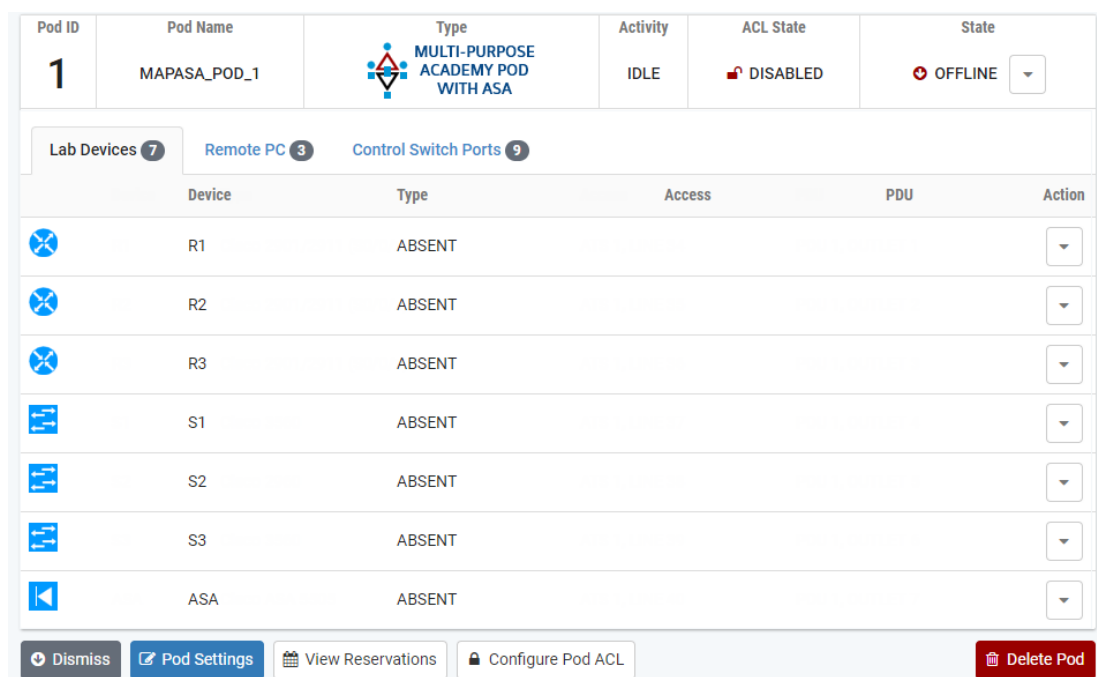 Pod ID Pod Name Type Activity ACL State State
1 MAPASA_POD_1 MULTI-PURPOSE
ACADEMY POD
WITH ASA IDLE DISABLED OFFLINE
Lab Devices 7 Remote PC 3 Control Switch Ports 9
Device Type Access PDU Action
R1 ABSENT
R2 ABSENT
R3 ABSENT
S1 ABSENT
S2 ABSENT
S3 ABSENT
ASA ABSENT
Dismiss Pod Settings View Reservations Configure Pod ACL Delete Pod